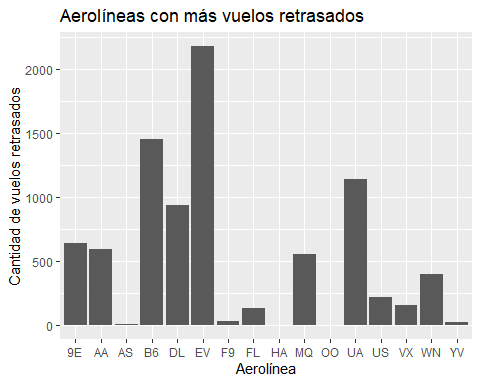 Aerolíneas con más vuelos retrasados
Cantidad de vuelos retrasados
2000
1500
1000
500
0
9E AA AS B6 DL EV F9 FL HA MQ OO UA US VX WN YV
Aerolínea